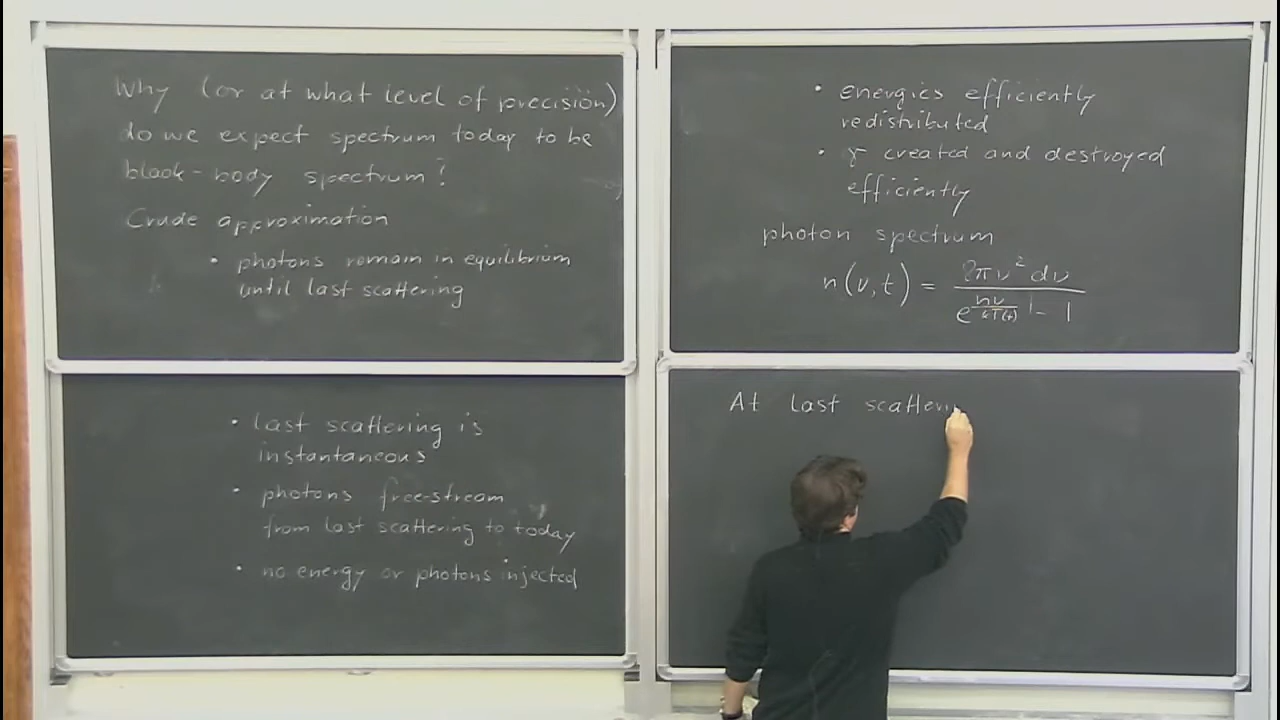 Why (or at what level of precision)
do we expect spectrum today to be
black-body spectrum?
Crude approximation
• photons remain in equilibrium
until last scattering
• last scattering is
instantaneous
• photons free-stream
from last scattering to today
• no energy or photons injected
• energies efficiently
redistributed
• γ created and destroyed
efficiently
photon spectrum
n(ν,t) = 8πν² dν / (e^{hν/kT(t)} - 1)
At last scatterin